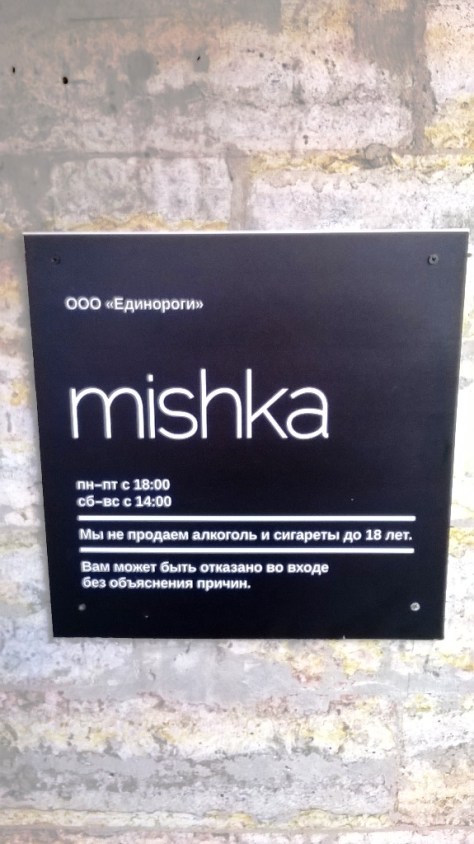 ООО «Единороги»
mishka
пн–пт с 18:00
сб–вс с 14:00
Мы не продаем алкоголь и сигареты до 18 лет.
Вам может быть отказано во входе
без объяснения причин.